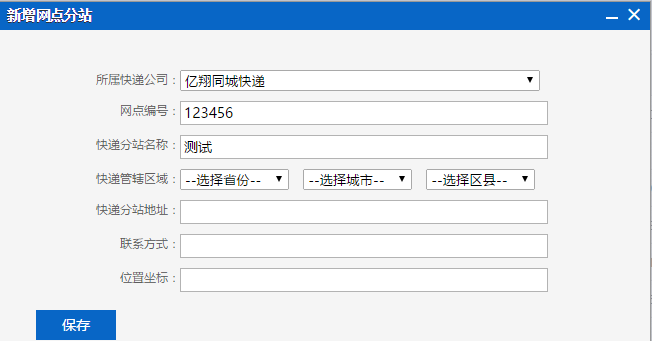 新增网点分站
所属快递公司： 亿翔同城快递
网点编号： 123456
快递分站名称： 测试
快递管辖区域： --选择省份-- --选择城市-- --选择区县--
快递分站地址：
联系方式：
位置坐标：
保存